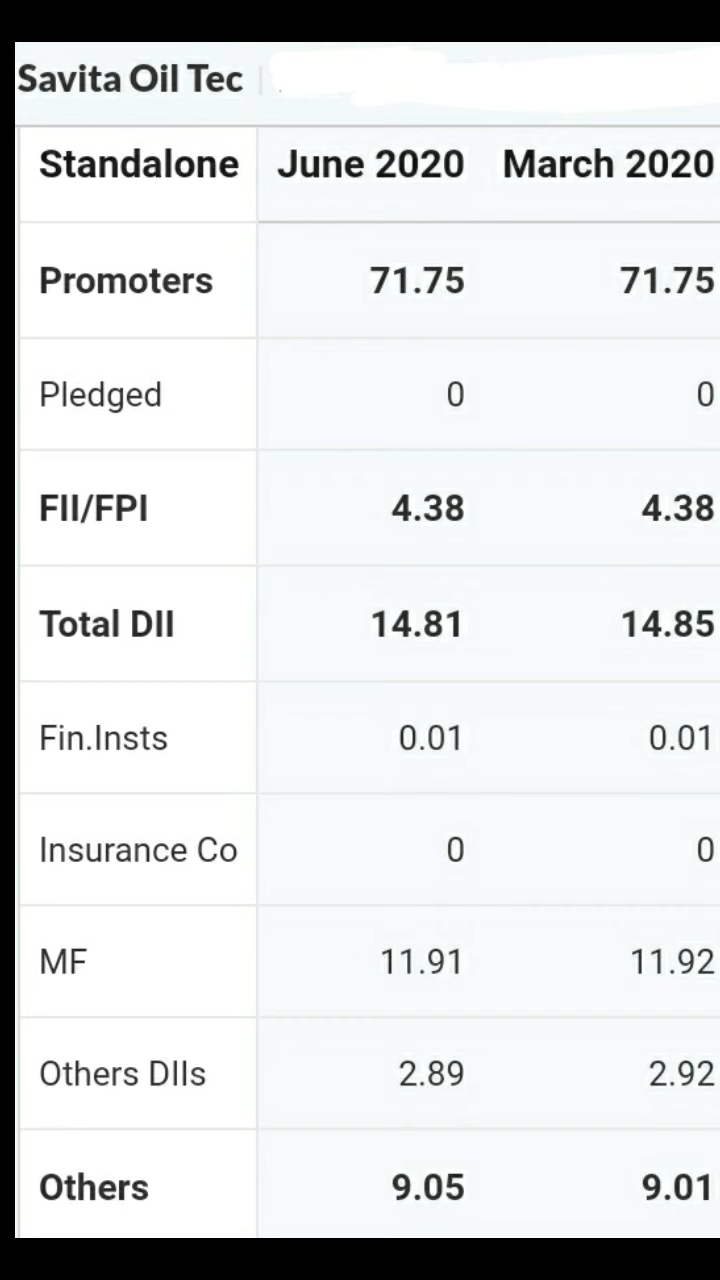 Savita Oil Tec
Standalone June 2020 March 2020
Promoters 71.75 71.75
Pledged 0 0
FII/FPI 4.38 4.38
Total DII 14.81 14.85
Fin.Insts 0.01 0.01
Insurance Co 0 0
MF 11.91 11.92
Others DIIs 2.89 2.92
Others 9.05 9.01